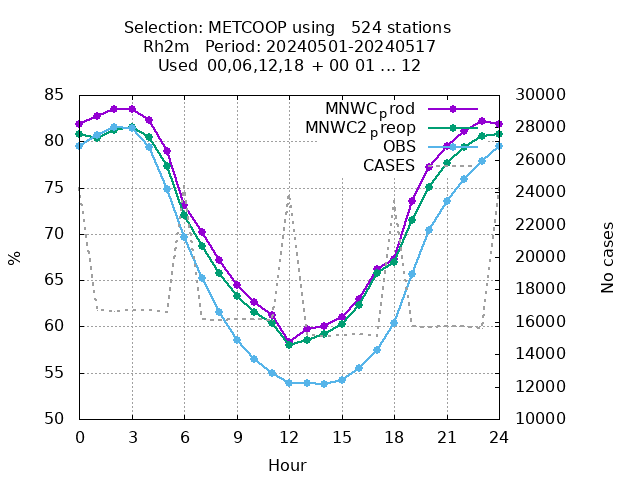 Selection: METCOOP using   524 stations
Rh2m   Period: 20240501-20240517
Used  00,06,12,18  + 00 01 ... 12
MNWCprod
MNWC2preop
OBS
CASES
85
80
75
70
65
60
55
50
%
30000
28000
26000
24000
22000
20000
18000
16000
14000
12000
10000
No cases
0 3 6 9 12 15 18 21 24
Hour